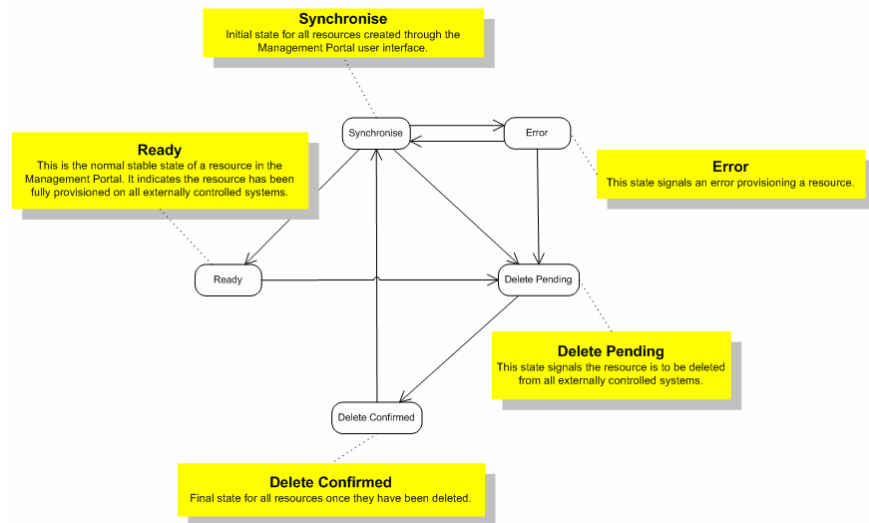 Synchronise
Initial state for all resources created through the
Management Portal user interface.
Synchronise
Error
Ready
This is the normal stable state of a resource in the
Management Portal. It indicates the resource has been
fully provisioned on all externally controlled systems.
Error
This state signals an error provisioning a resource.
Ready
Delete Pending
Delete Pending
This state signals the resource is to be deleted
from all externally controlled systems.
Delete Confirmed
Delete Confirmed
Final state for all resources once they have been deleted.